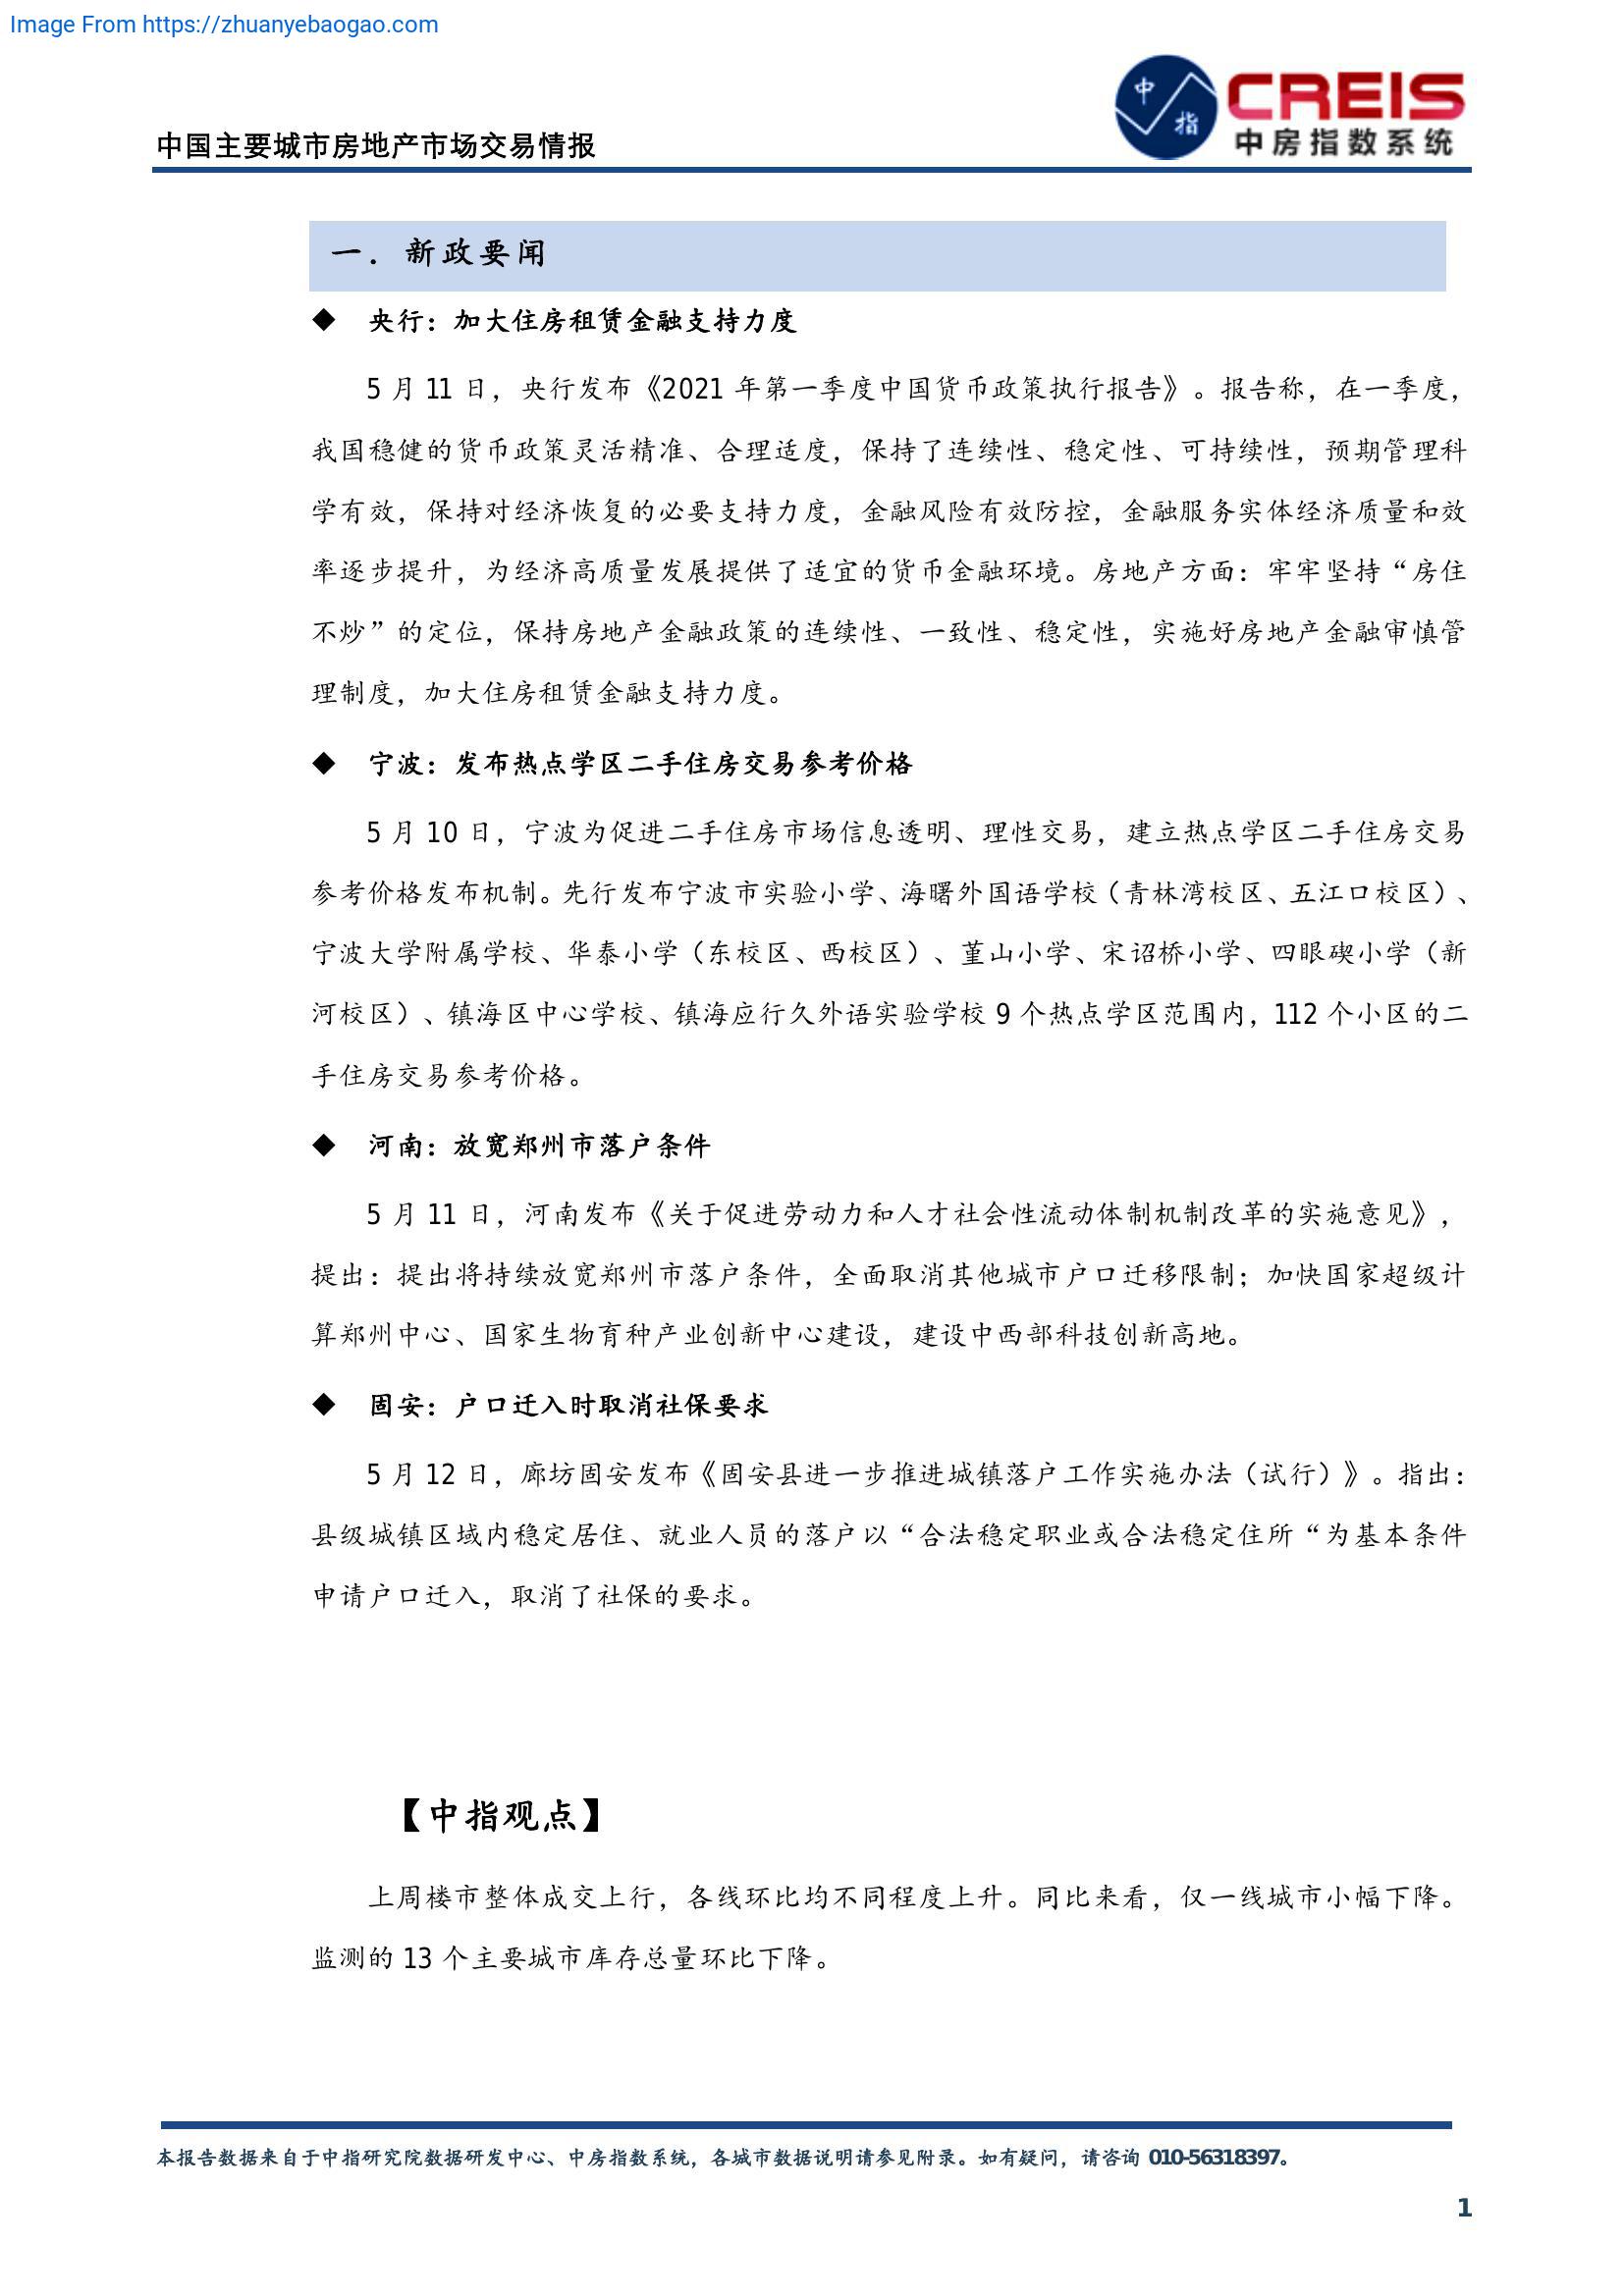 Image From https://zhuanyebaogao.com
中国主要城市房地产市场交易情报
中
指
CREIS
中房指数系统
一. 新政要闻
◆ 央行：加大住房租赁金融支持力度
5 月 11 日，央行发布《2021 年第一季度中国货币政策执行报告》。报告称，在一季度，
我国稳健的货币政策灵活精准、合理适度，保持了连续性、稳定性、可持续性，预期管理科
学有效，保持对经济恢复的必要支持力度，金融风险有效防控，金融服务实体经济质量和效
率逐步提升，为经济高质量发展提供了适宜的货币金融环境。房地产方面：牢牢坚持“房住
不炒”的定位，保持房地产金融政策的连续性、一致性、稳定性，实施好房地产金融审慎管
理制度，加大住房租赁金融支持力度。
◆ 宁波：发布热点学区二手住房交易参考价格
5 月 10 日，宁波为促进二手住房市场信息透明、理性交易，建立热点学区二手住房交易
参考价格发布机制。先行发布宁波市实验小学、海曙外国语学校（青林湾校区、五江口校区）、
宁波大学附属学校、华泰小学（东校区、西校区）、堇山小学、宋诏桥小学、四眼碶小学（新
河校区）、镇海区中心学校、镇海应行久外语实验学校 9 个热点学区范围内，112 个小区的二
手住房交易参考价格。
◆ 河南：放宽郑州市落户条件
5 月 11 日，河南发布《关于促进劳动力和人才社会性流动体制机制改革的实施意见》，
提出：提出将持续放宽郑州市落户条件，全面取消其他城市户口迁移限制；加快国家超级计
算郑州中心、国家生物育种产业创新中心建设，建设中西部科技创新高地。
◆ 固安：户口迁入时取消社保要求
5 月 12 日，廊坊固安发布《固安县进一步推进城镇落户工作实施办法（试行）》。指出：
县级城镇区域内稳定居住、就业人员的落户以“合法稳定职业或合法稳定住所“为基本条件
申请户口迁入，取消了社保的要求。
【中指观点】
上周楼市整体成交上行，各线环比均不同程度上升。同比来看，仅一线城市小幅下降。
监测的 13 个主要城市库存总量环比下降。
本报告数据来自于中指研究院数据研发中心、中房指数系统，各城市数据说明请参见附录。如有疑问，请咨询 010-56318397。
1